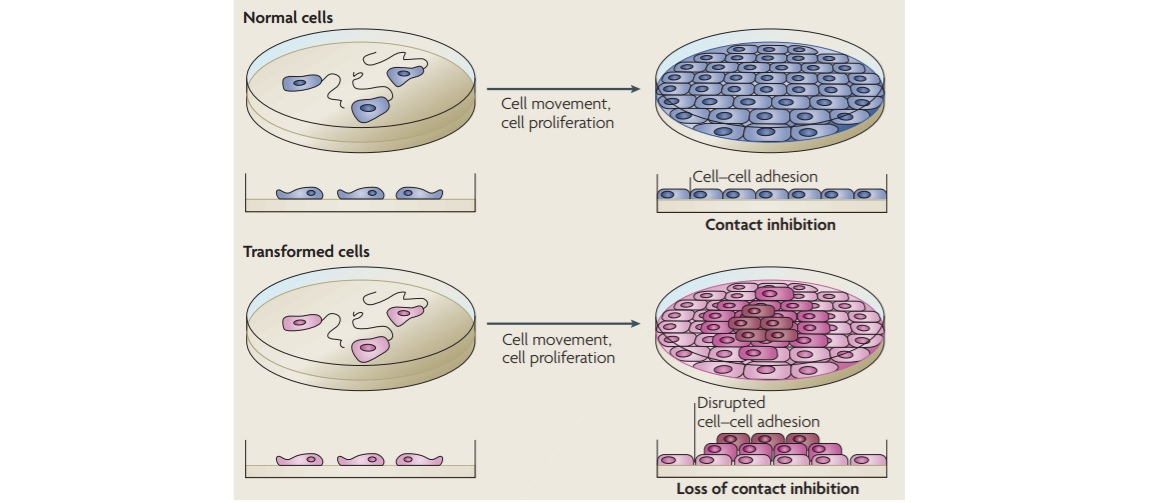 Normal cells
Cell movement,
cell proliferation
Cell–cell adhesion
Contact inhibition
Transformed cells
Cell movement,
cell proliferation
Disrupted
cell–cell adhesion
Loss of contact inhibition